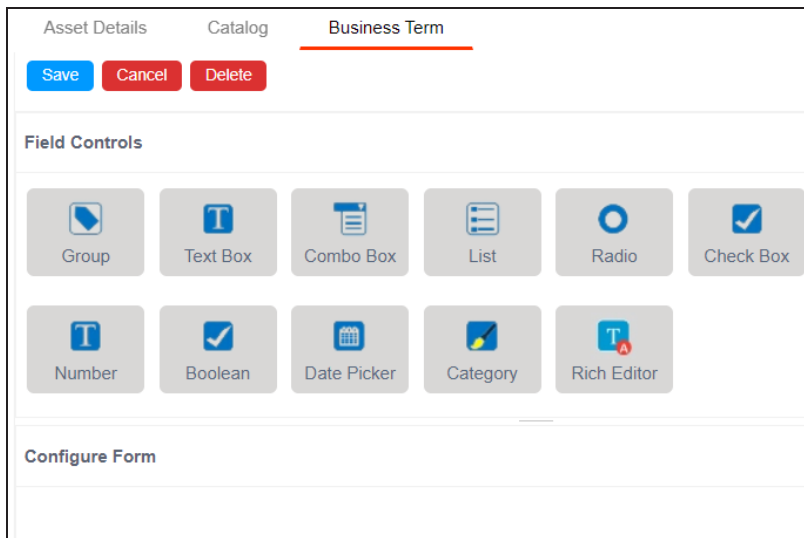 Asset Details Catalog Business Term
Save Cancel Delete
Field Controls
Group Text Box Combo Box List Radio Check Box
Number Boolean Date Picker Category Rich Editor
Configure Form